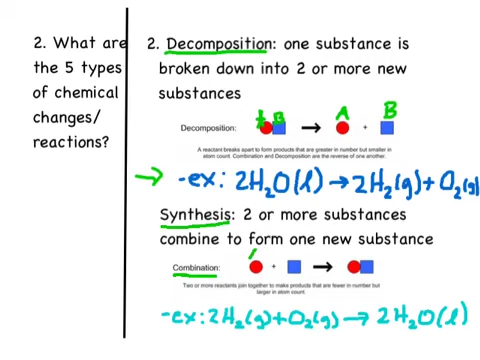 2. What are
the 5 types
of chemical
changes/
reactions?
2. Decomposition: one substance is
broken down into 2 or more new
substances
A B A B
Decomposition: +
A reactant breaks apart to form products that are greater in number but smaller in
atom count. Combination and Decomposition are the reverse of one another.
→ -ex: 2H₂O(l) → 2H₂(g) + O₂(g)
Synthesis: 2 or more substances
combine to form one new substance
Combination: +
Two or more reactants join together to make products that are fewer in number but
larger in atom count.
-ex: 2H₂(g) + O₂(g) → 2H₂O(l)